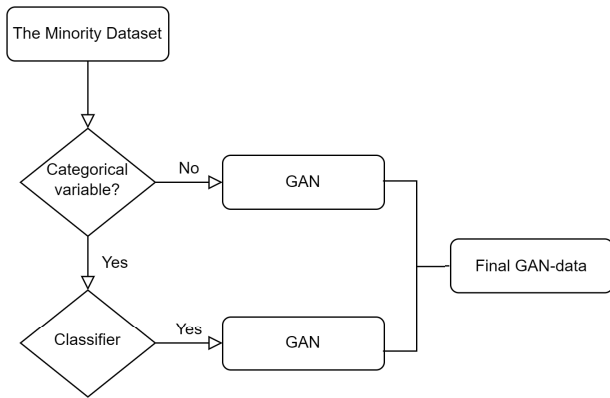 The Minority Dataset
Categorical
variable?
No
GAN
Yes
Final GAN-data
Classifier
Yes
GAN